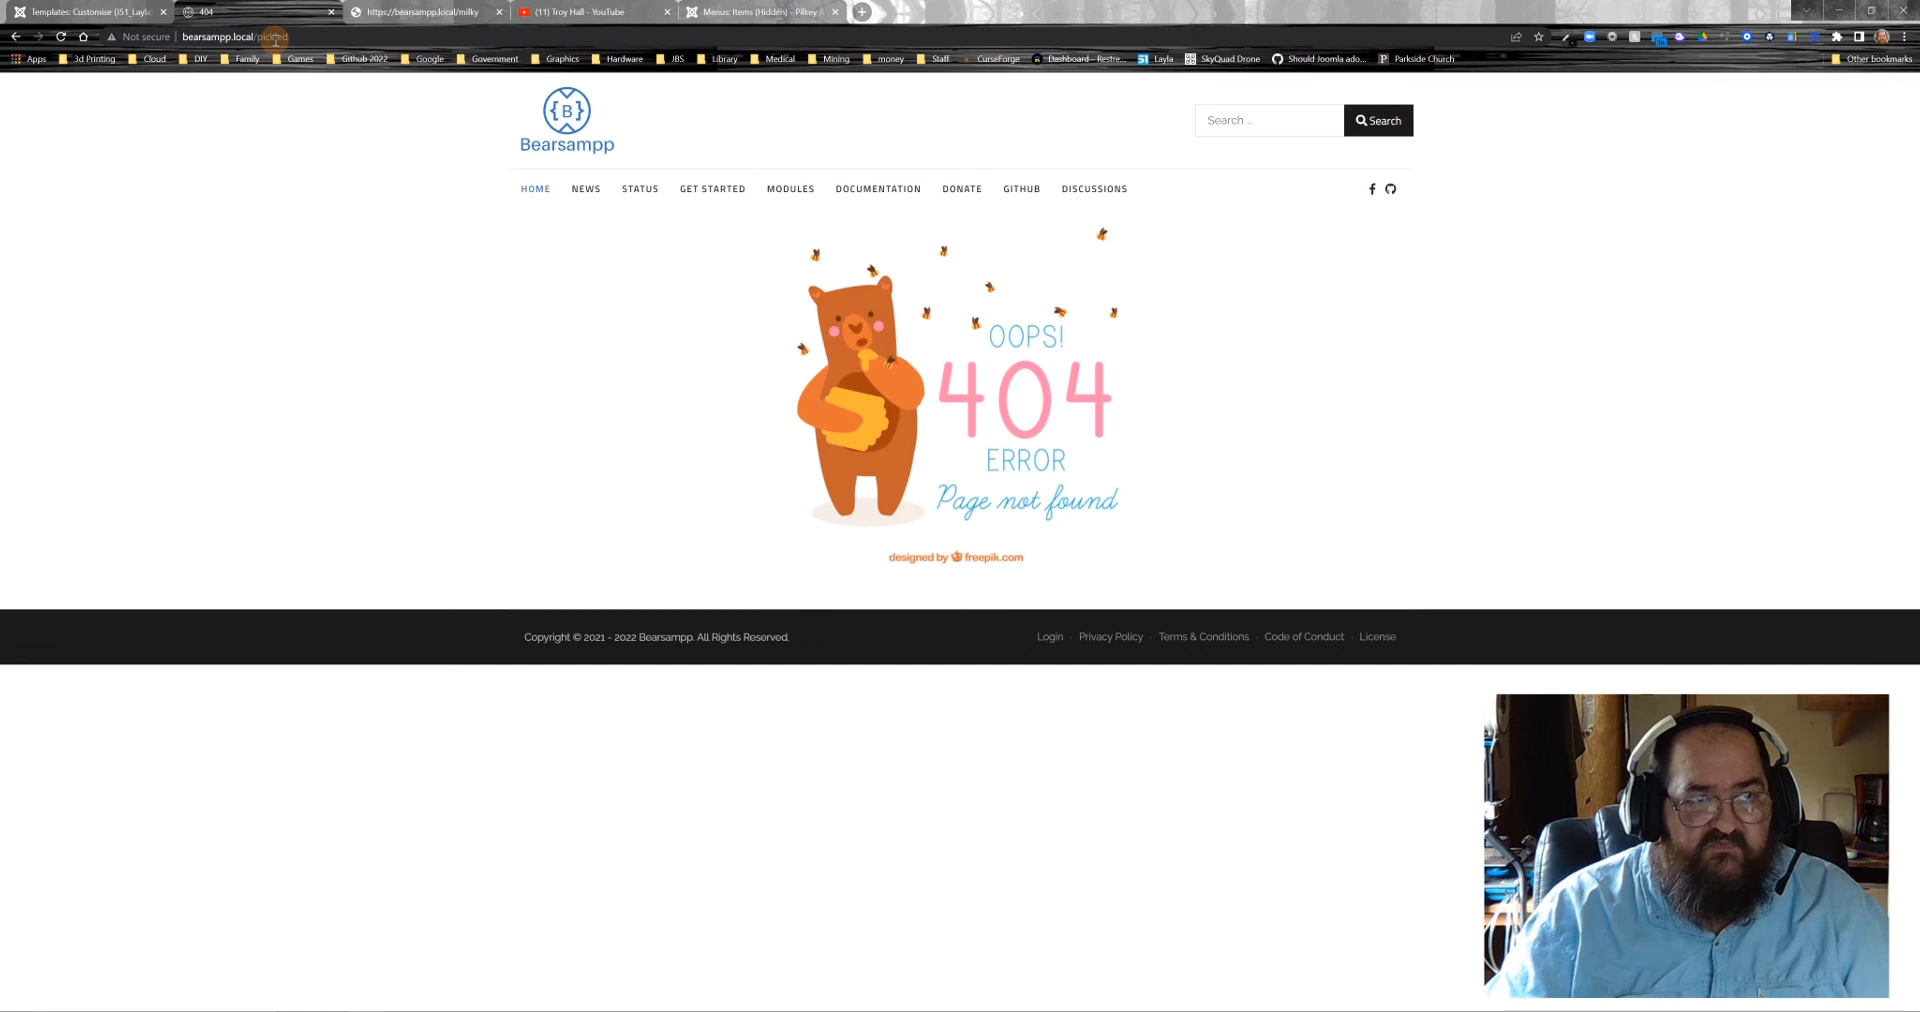 Templates: Customise (J51_Layla
404
https://bearsampp.local/milky
(11) Troy Hall - YouTube
Menus: Items (Hidden) - Pilkey A
Not secure
bearsampp.local/
Apps
3d Printing
Cloud
DIY
Family
Games
Github 2022
Google
Government
Graphics
Hardware
JBS
Library
Medical
Mining
money
Staff
CurseForge
Dashboard - Restre...
51 Layla
SkyQuad Drone
Should Joomla ado...
P Parkside Church
Other bookmarks
{B}
Bearsampp
Search ...
Search
HOME
NEWS
STATUS
GET STARTED
MODULES
DOCUMENTATION
DONATE
GITHUB
DISCUSSIONS
OOPS!
404
ERROR
Page not found
designed by freepik.com
Copyright © 2021 - 2022 Bearsampp. All Rights Reserved.
Login · Privacy Policy · Terms & Conditions · Code of Conduct · License